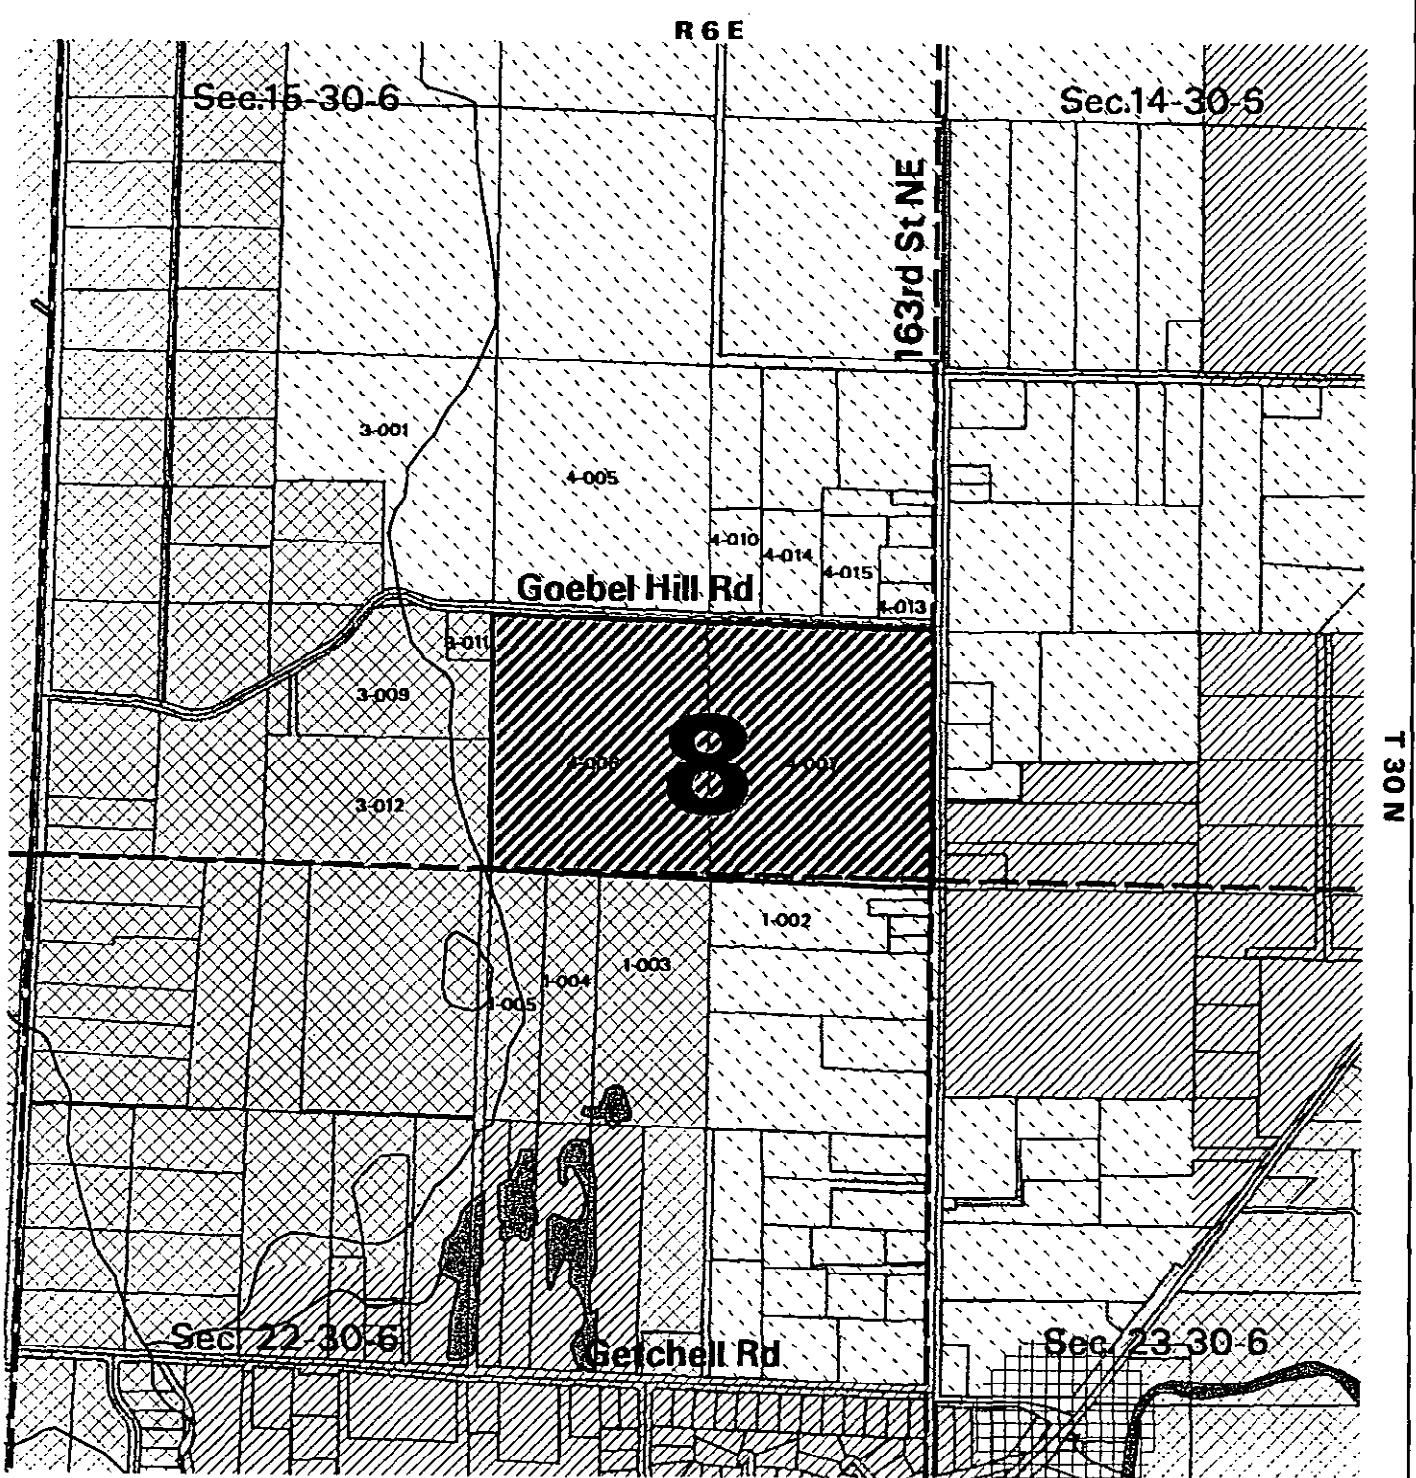 R 6 E
Sec.15-30-6
Sec.14-30-5
163rd St NE
3-001
4-005
4-010
4-014
4-015
Goebel Hill Rd
4-013
3-011
3-009
8
4-006
4-007
T 30 N
3-012
1-002
1-003
1-004
1-005
Sec. 22-30-6
Getchell Rd
Sec. 23-30-6